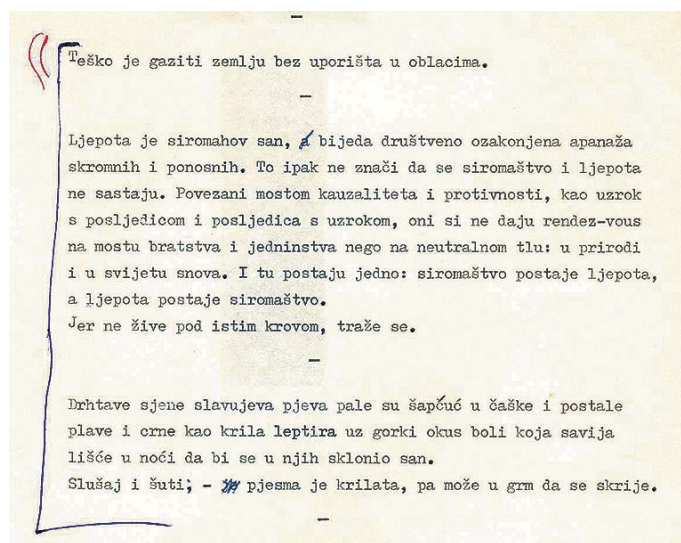 —
Teško je gaziti zemlju bez uporišta u oblacima.
—
Ljepota je siromahov san, a bijeda društveno ozakonjena apanaža
skromnih i ponosnih. To ipak ne znači da se siromaštvo i ljepota
ne sastaju. Povezani mostom kauzaliteta i protivnosti, kao uzrok
s posljedicom i posljedica s uzrokom, oni si ne daju rendez-vous
na mostu bratstva i jedninstva nego na neutralnom tlu: u prirodi
i u svijetu snova. I tu postaju jedno: siromaštvo postaje ljepota,
a ljepota postaje siromaštvo.
Jer ne žive pod istim krovom, traže se.
—
Drhtave sjene slavujeva pjeva pale su šapćuć u čaške i postale
plave i crne kao krila leptira uz gorki okus boli koja savija
lišće u noći da bi se u njih sklonio san.
Slušaj i šuti; - pjesma je krilata, pa može u grm da se skrije.
—